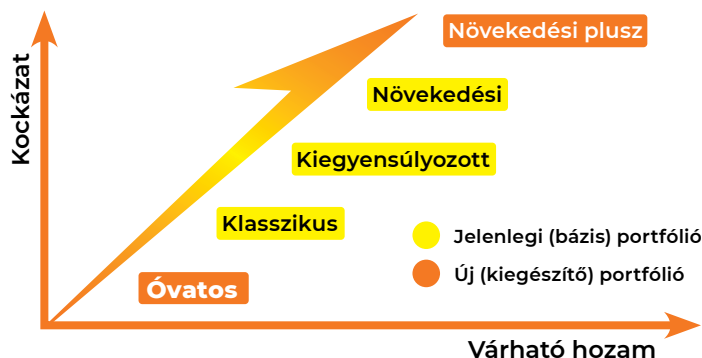 Növekedési plusz
Növekedési
Kiegyensúlyozott
Klasszikus
Óvatos
Kockázat
Jelenlegi (bázis) portfólió
Új (kiegészítő) portfólió
Várható hozam